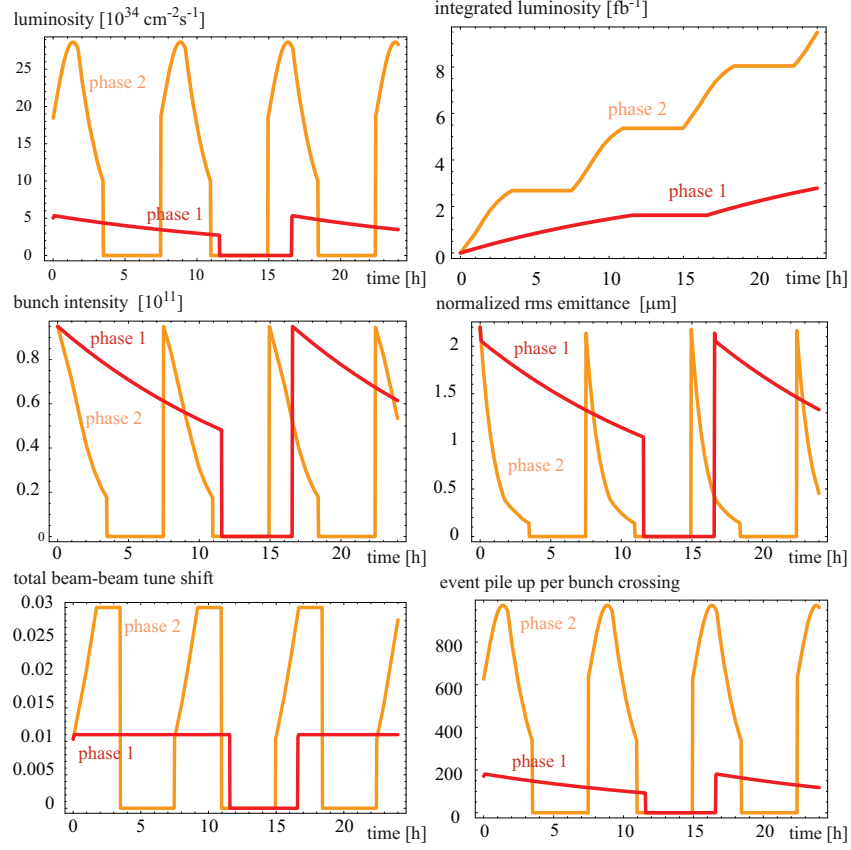 luminosity [10³⁴ cm⁻²s⁻¹]
25
20
15
10
5
0
phase 2
phase 1
0 5 10 15 20 time [h]
integrated luminosity [fb⁻¹]
8
6
4
2
0
phase 2
phase 1
0 5 10 15 20 time [h]
bunch intensity [10¹¹]
0.8
0.6
0.4
0.2
0
phase 1
phase 2
0 5 10 15 20 time [h]
normalized rms emittance [μm]
2
1.5
1
0.5
0
phase 1
phase 2
0 5 10 15 20 time [h]
total beam-beam tune shift
0.03
0.025
0.02
0.015
0.01
0.005
0
phase 2
phase 1
0 5 10 15 20 time [h]
event pile up per bunch crossing
800
600
400
200
0
phase 2
phase 1
0 5 10 15 20 time [h]